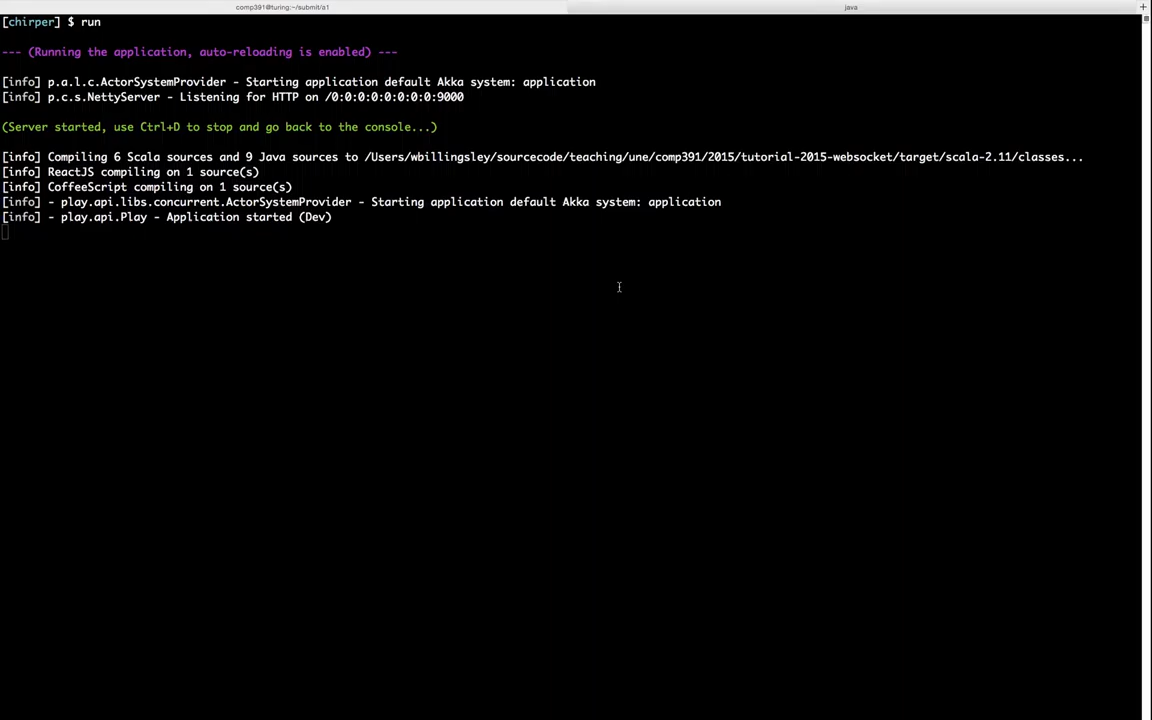 comp391@turing:~/submit/a1
java
+
[chirper] $ run
--- (Running the application, auto-reloading is enabled) ---
[info] p.a.l.c.ActorSystemProvider - Starting application default Akka system: application
[info] p.c.s.NettyServer - Listening for HTTP on /0:0:0:0:0:0:0:0:9000
(Server started, use Ctrl+D to stop and go back to the console...)
[info] Compiling 6 Scala sources and 9 Java sources to /Users/wbillingsley/sourcecode/teaching/une/comp391/2015/tutorial-2015-websocket/target/scala-2.11/classes...
[info] ReactJS compiling on 1 source(s)
[info] CoffeeScript compiling on 1 source(s)
[info] - play.api.libs.concurrent.ActorSystemProvider - Starting application default Akka system: application
[info] - play.api.Play - Application started (Dev)